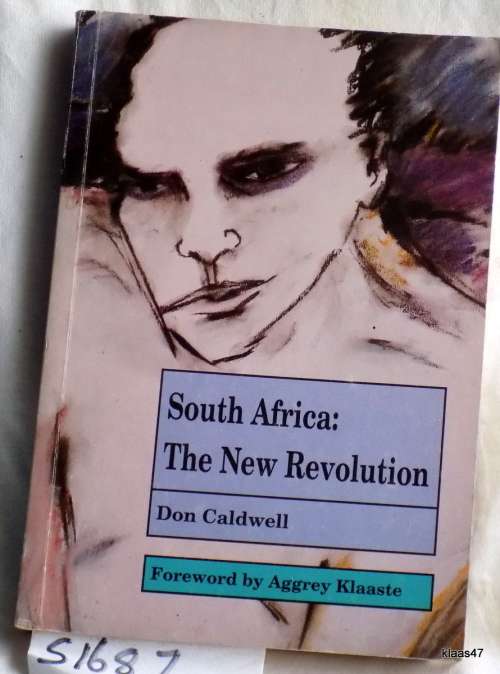 South Africa:
The New Revolution
Don Caldwell
Foreword by Aggrey Klaaste
S1687
klaas47